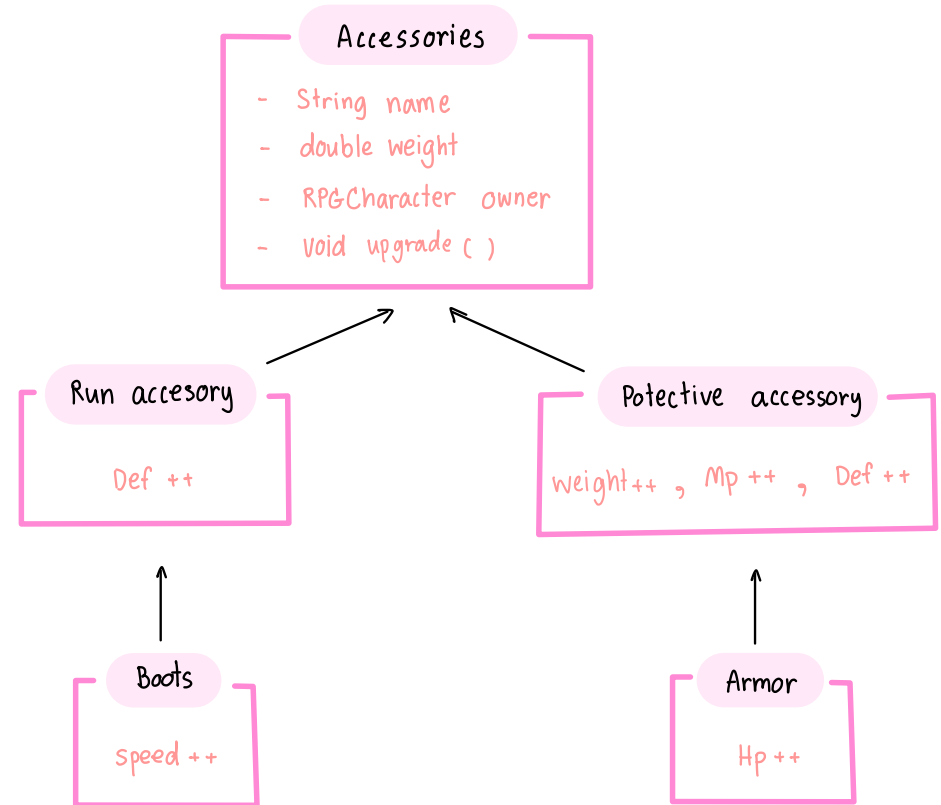 Accessories
- String name
- double weight
- RPGCharacter owner
- Void upgrade ( )
Run accesory
Def ++
Potective accessory
weight ++ , Mp ++ , Def ++
Boots
speed ++
Armor
Hp ++